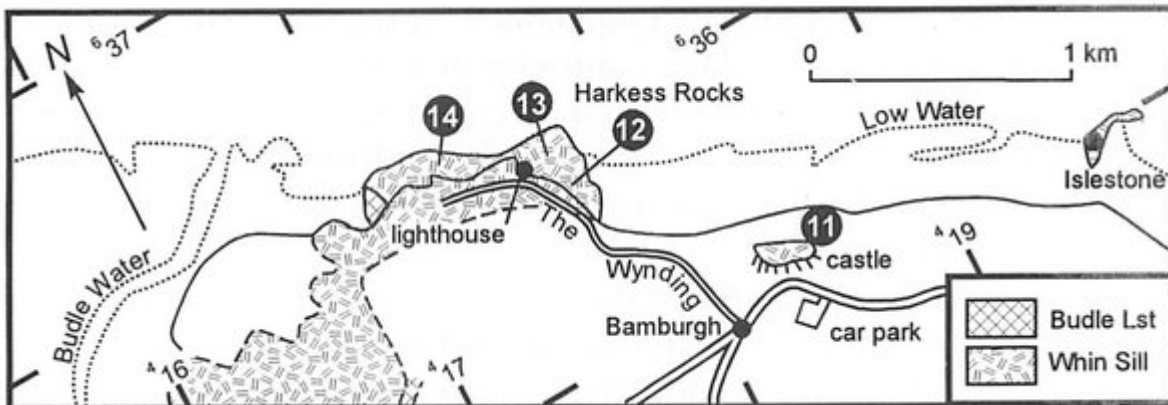 ⁶37
⁶36
N
0 1 km
14
13
Harkess Rocks
12
Low Water
Islestone
lighthouse
The
Wynding
11
castle
⁴19
Budle Water
Bamburgh
car park
⁴16
⁴17
Budle Lst
Whin Sill